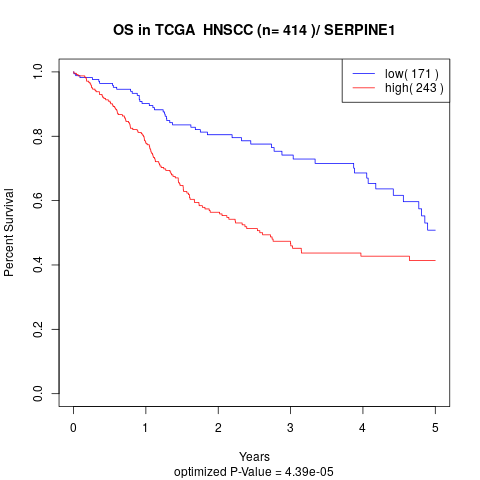 OS in TCGA  HNSCC (n= 414 )/ SERPINE1
low( 171 )
high( 243 )
Percent Survival
1.0
0.8
0.6
0.4
0.2
0.0
0 1 2 3 4 5
Years
optimized P-Value = 4.39e-05